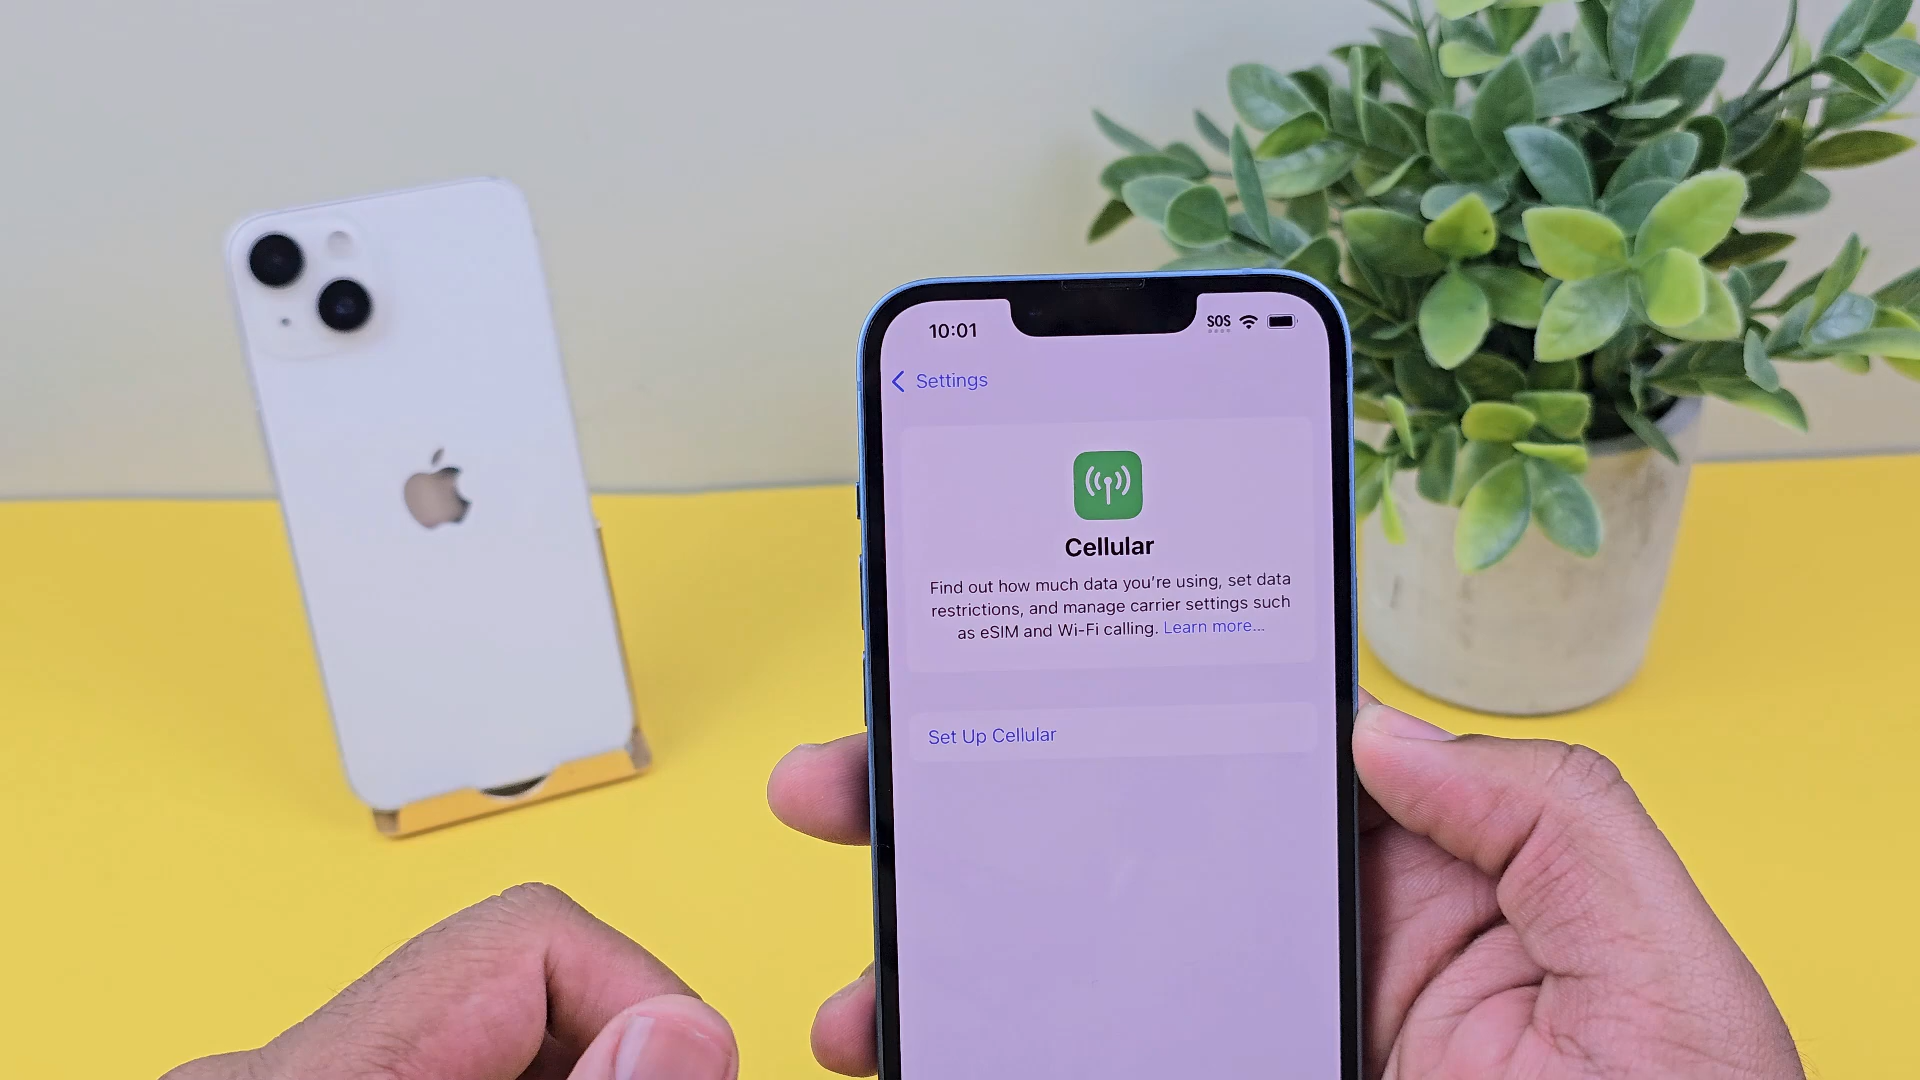 10:01
SOS
Settings
Cellular
Find out how much data you're using, set data
restrictions, and manage carrier settings such
as eSIM and Wi-Fi calling. Learn more...
Set Up Cellular